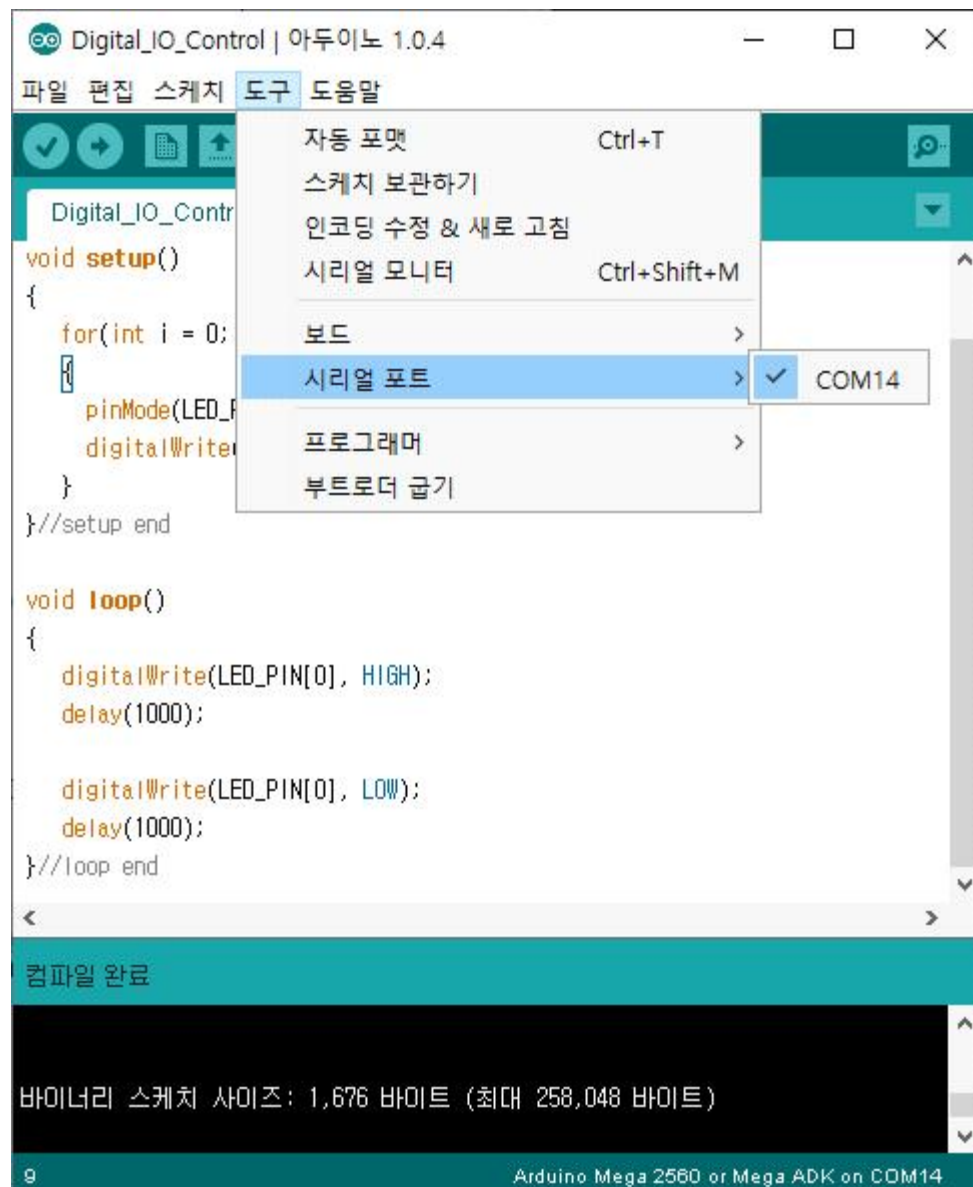 Digital_IO_Control | 아두이노 1.0.4
파일 편집 스케치 도구 도움말
자동 포맷 Ctrl+T
스케치 보관하기
인코딩 수정 & 새로 고침
시리얼 모니터 Ctrl+Shift+M
보드
시리얼 포트
COM14
프로그래머
부트로더 굽기
Digital_IO_Contr
void setup()
{
for(int i = 0;
{
pinMode(LED_P
digitalWrite(
}
}//setup end
void loop()
{
digitalWrite(LED_PIN[0], HIGH);
delay(1000);
digitalWrite(LED_PIN[0], LOW);
delay(1000);
}//loop end
컴파일 완료
바이너리 스케치 사이즈: 1,676 바이트 (최대 258,048 바이트)
9 Arduino Mega 2560 or Mega ADK on COM14